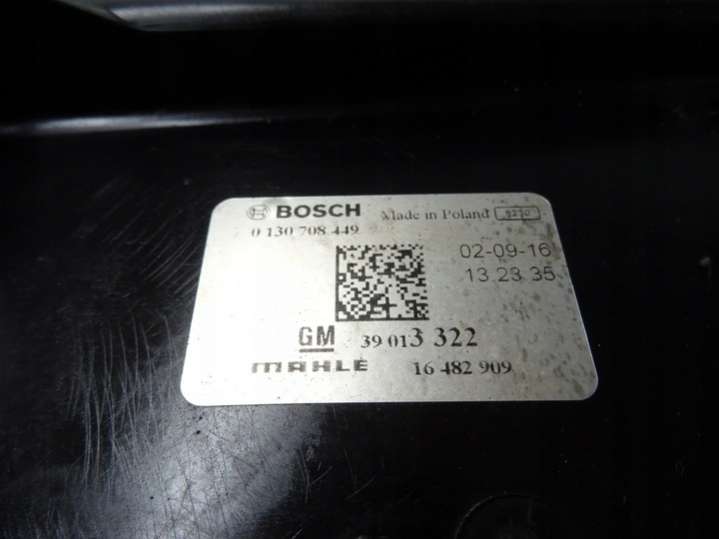 BOSCH Made in Poland
0 130 708 449
02-09-16
13 23 35
GM 39 013 322
MAHLE 16 482 909